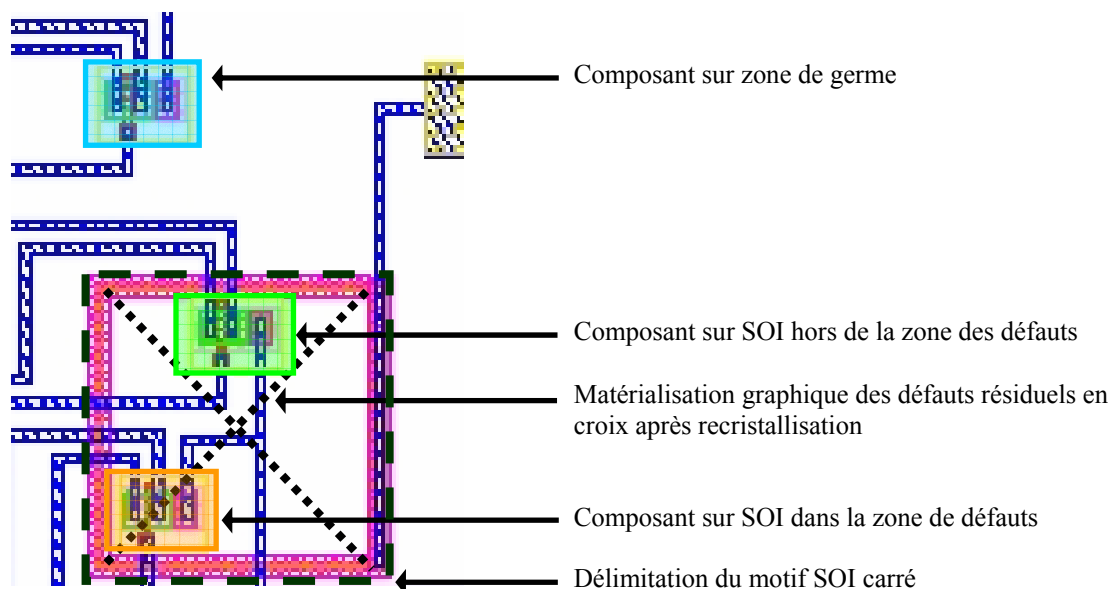 Composant sur zone de germe
Composant sur SOI hors de la zone des défauts
Matérialisation graphique des défauts résiduels en
croix après recristallisation
Composant sur SOI dans la zone de défauts
Délimitation du motif SOI carré